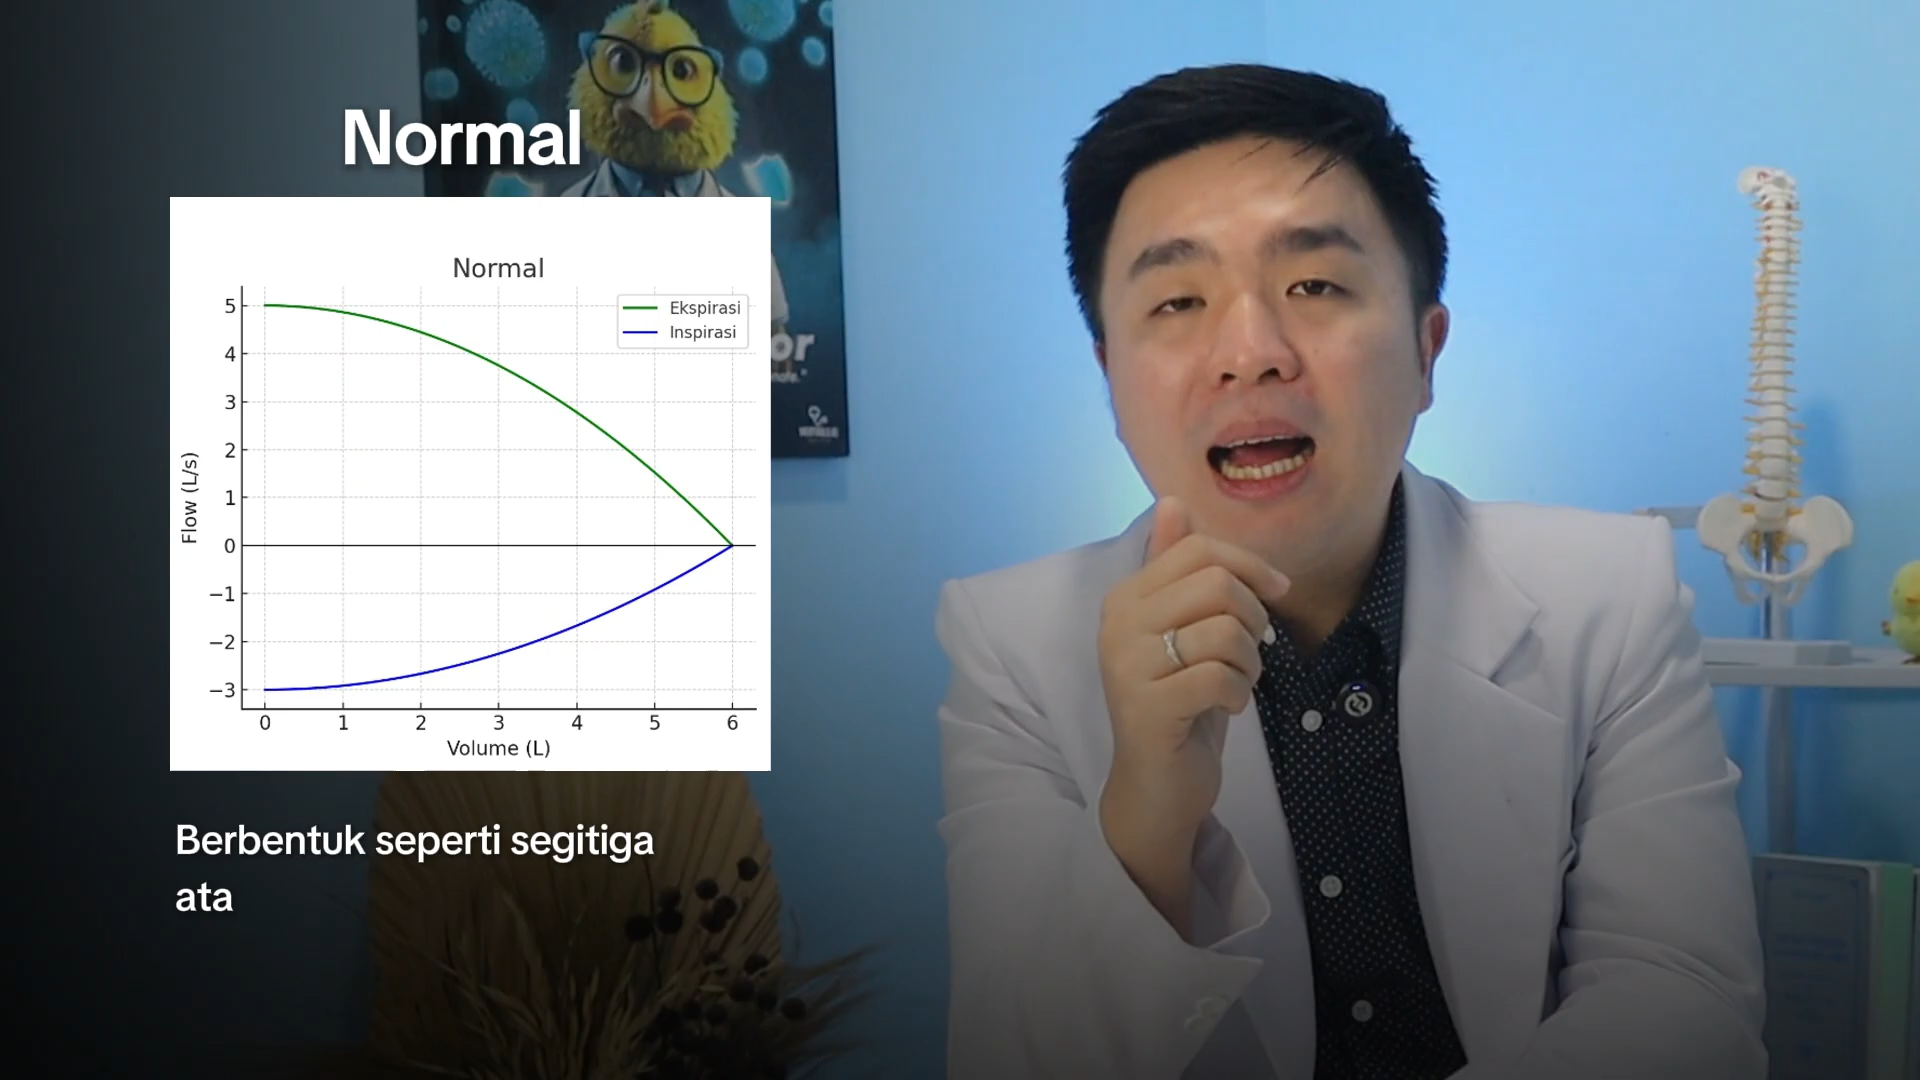 Normal
Normal
Ekspirasi
Inspirasi
5
4
3
2
1
0
−1
−2
−3
Flow (L/s)
0 1 2 3 4 5 6
Volume (L)
or
Berbentuk seperti segitiga
ata